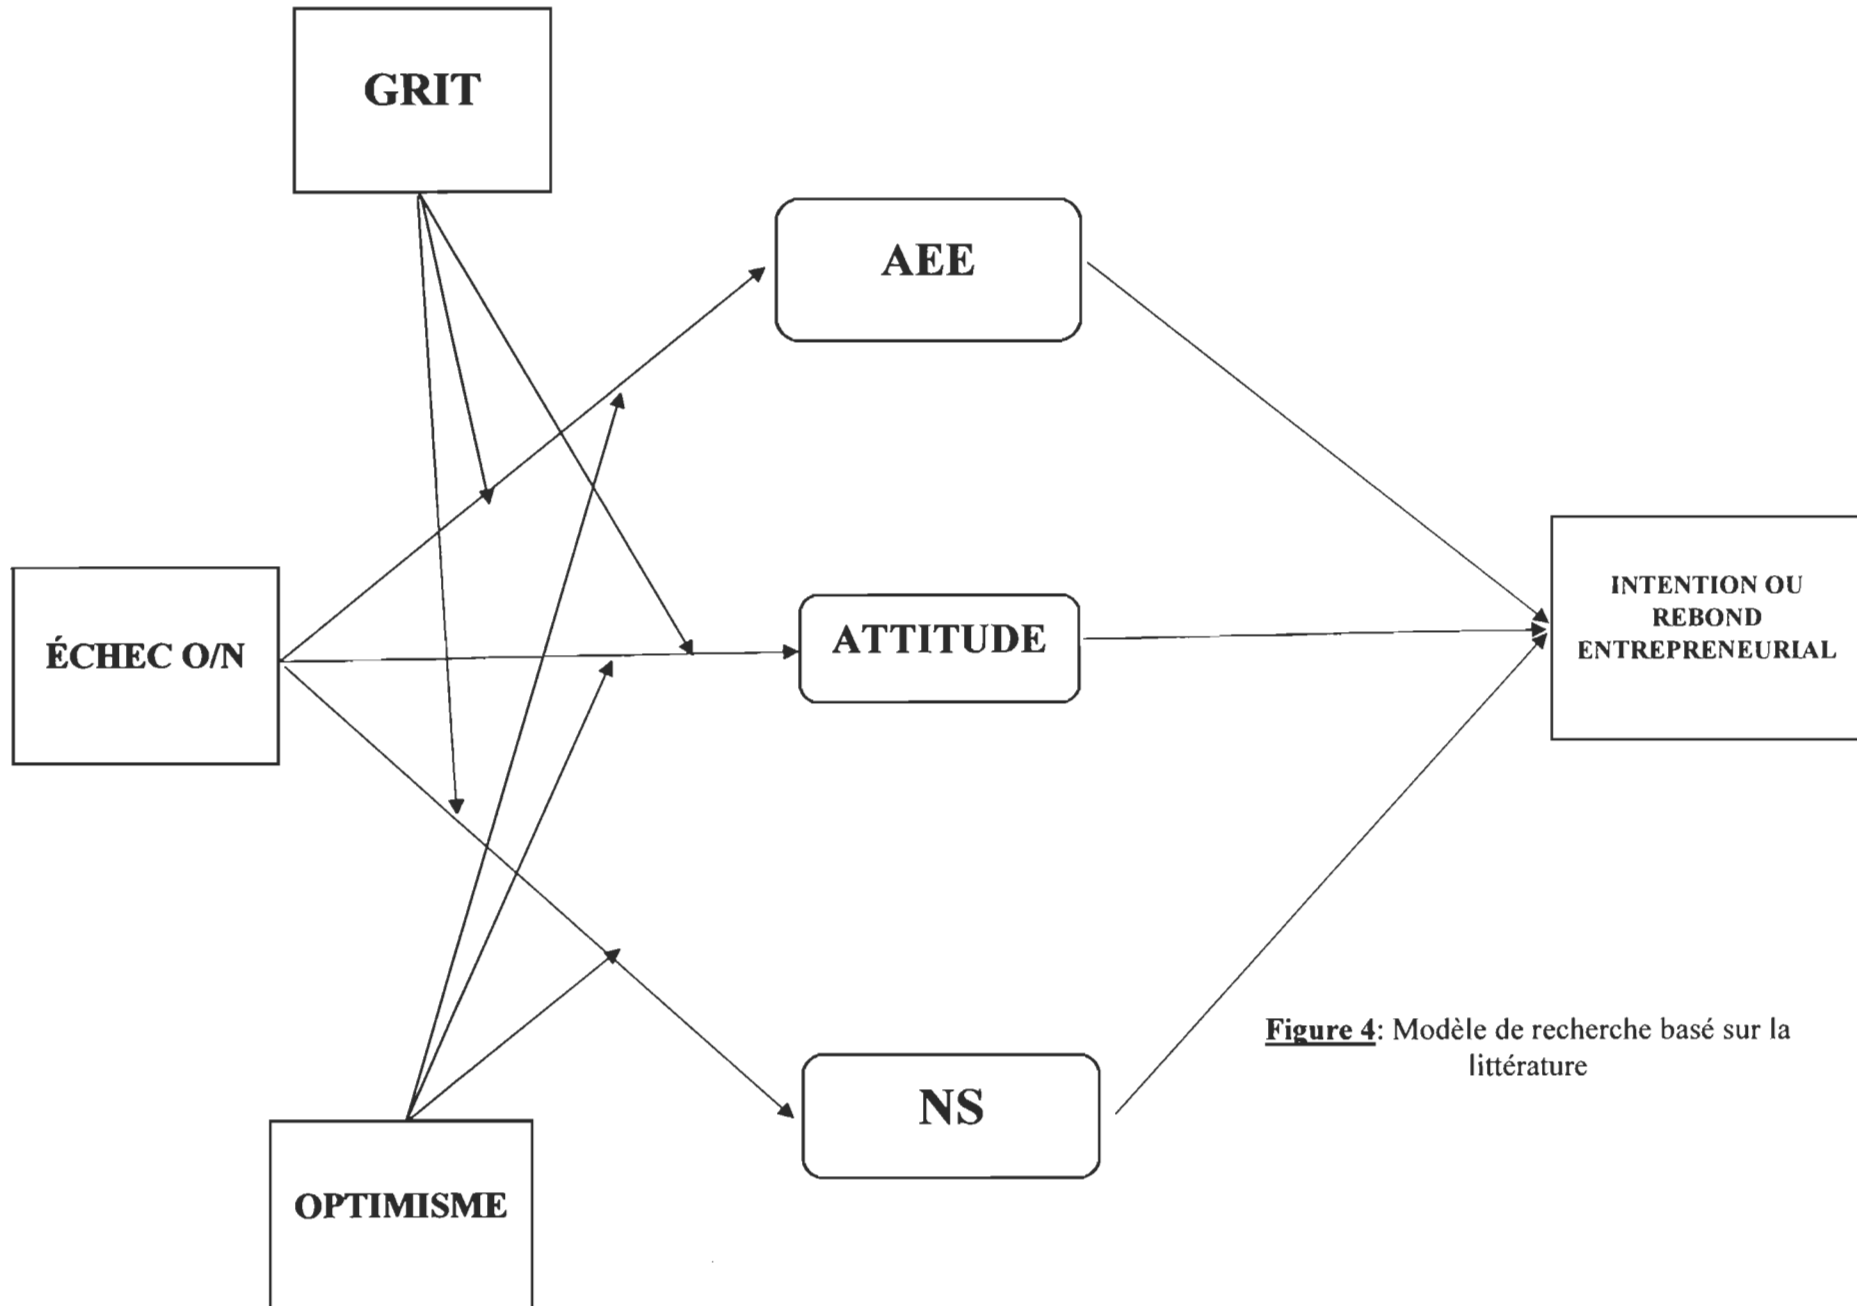 GRIT
AEE
ÉCHEC O/N
ATTITUDE
INTENTION OU
REBOND
ENTREPRENEURIAL
NS
Figure 4: Modèle de recherche basé sur la
littérature
OPTIMISME